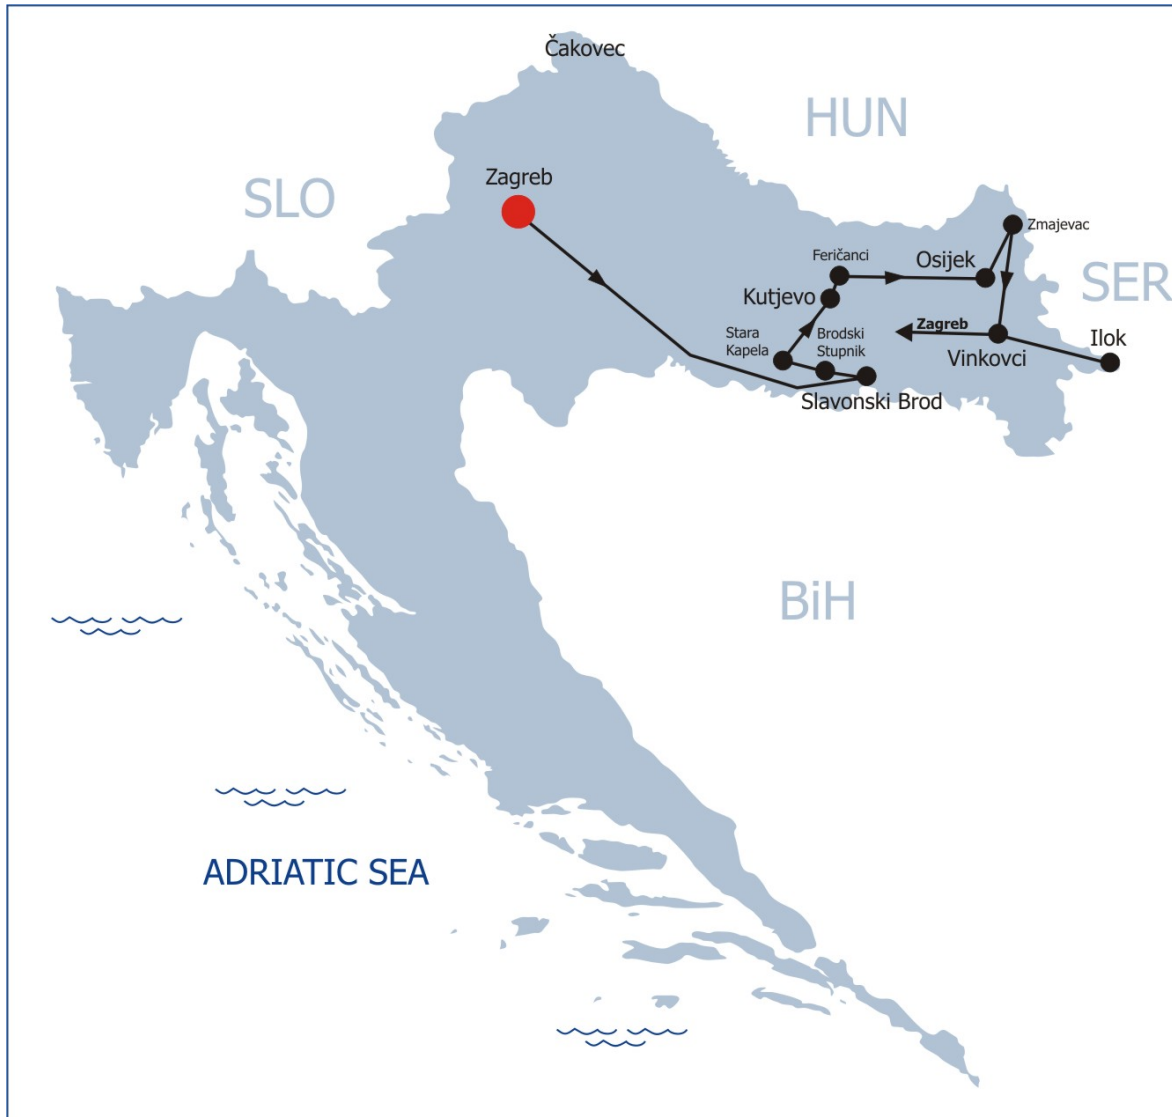 Čakovec
HUN
Zagreb
SLO
Zmajevac
Feričanci
Osijek
SER
Kutjevo
Zagreb
Stara
Kapela
Brodski
Stupnik
Ilok
Vinkovci
Slavonski Brod
BiH
ADRIATIC SEA